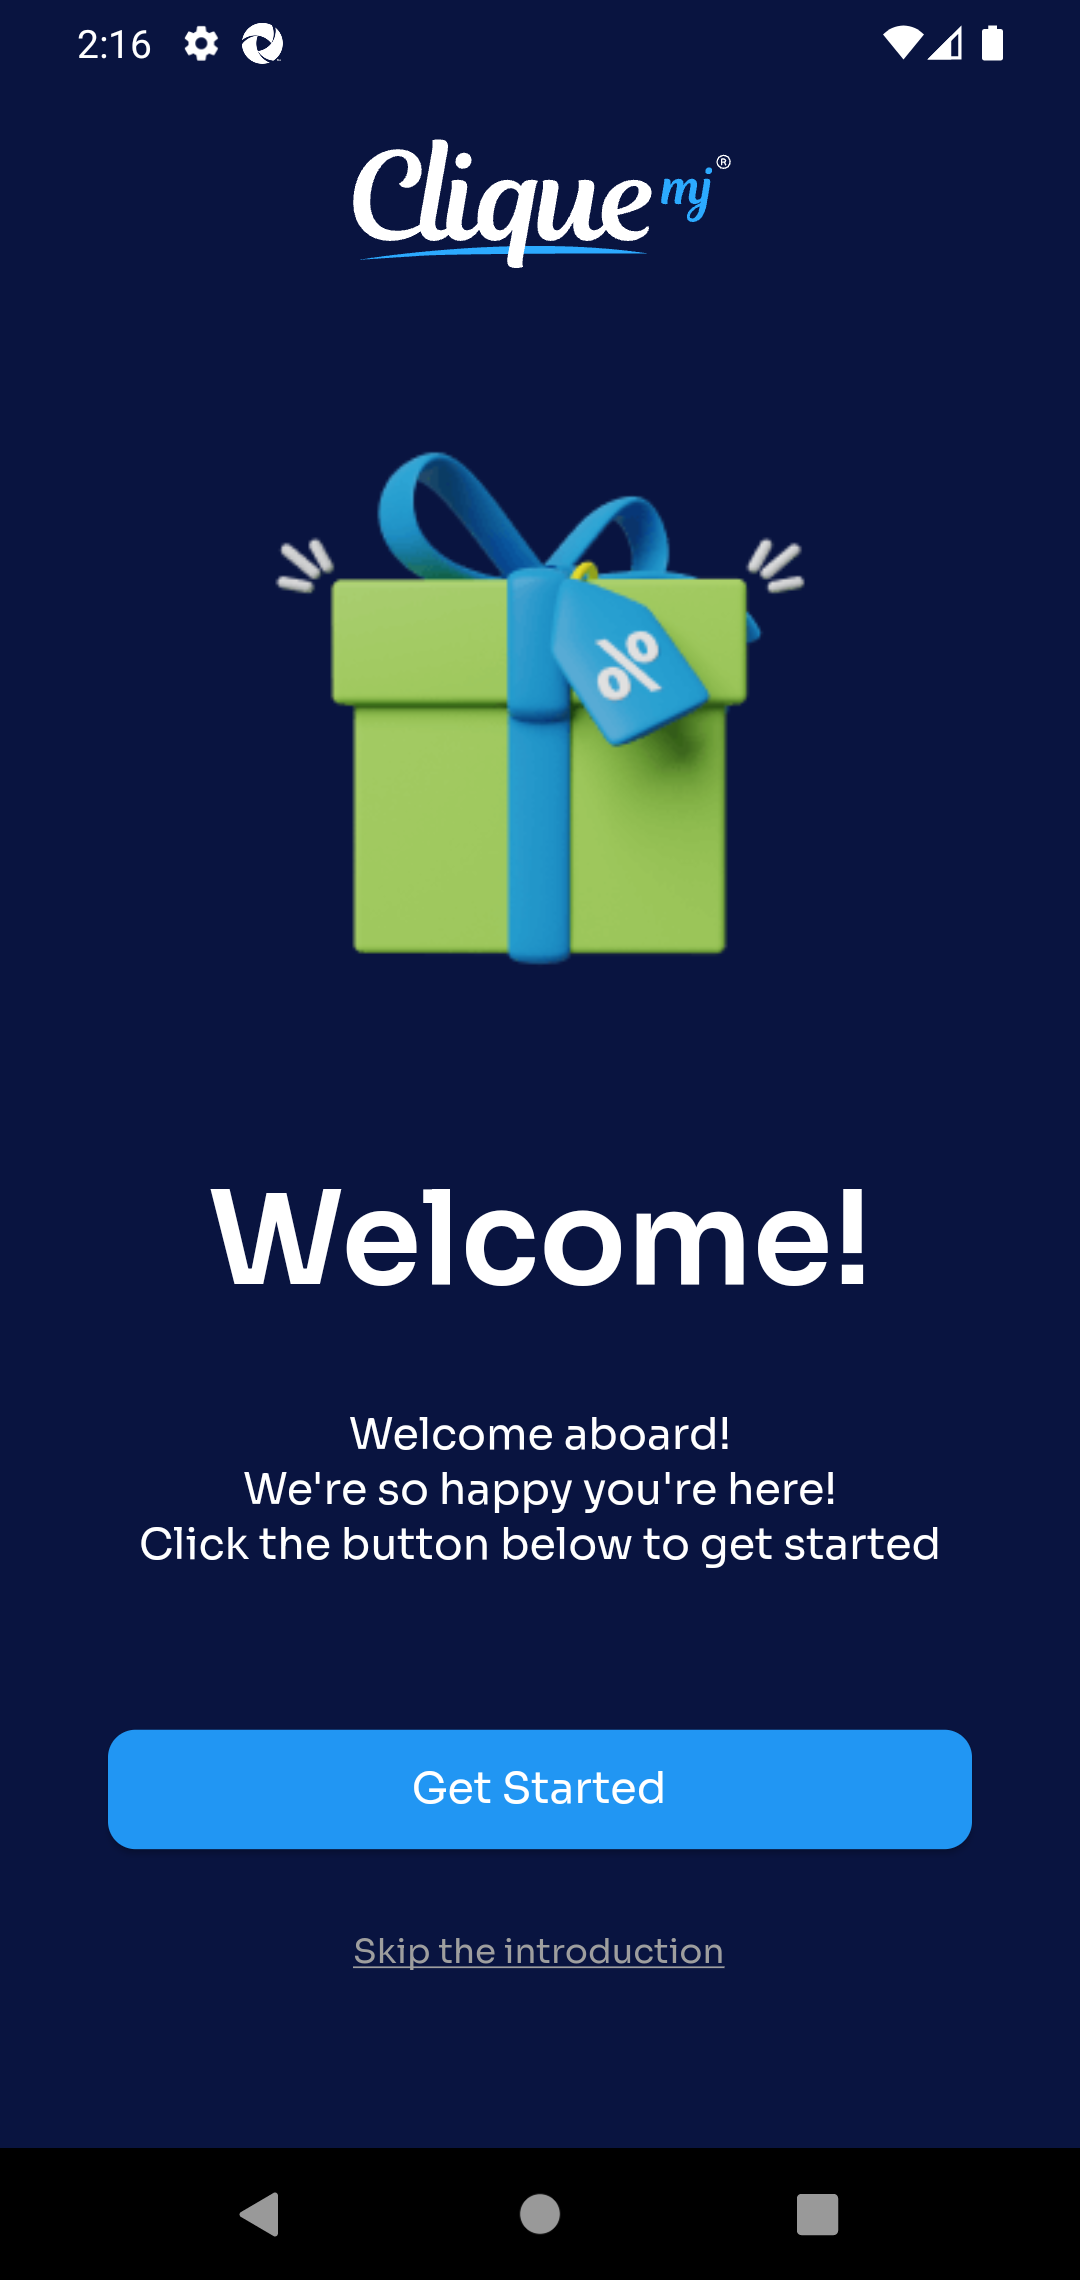 2:16
Clique mj®
%
Welcome!
Welcome aboard!
We're so happy you're here!
Click the button below to get started
Get Started
Skip the introduction